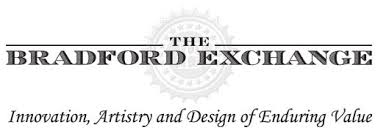 THE
BRADFORD EXCHANGE
Innovation, Artistry and Design of Enduring Value